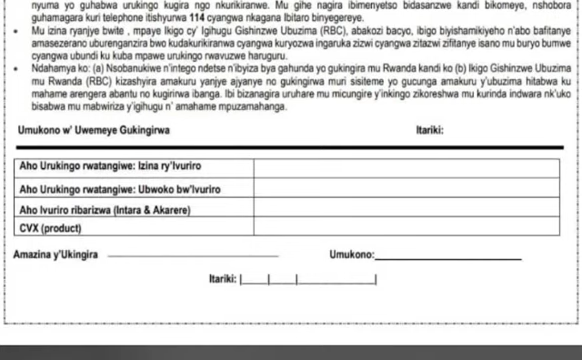 nyuma yo guhabwa urukingo kugira ngo nkurikiranwe. Mu gihe nagira ibimenyetso bidasanzwe kandi bikomeye, nshobora
guhamagara kuri telephone itishyurwa 114 cyangwa nkagana Ibitaro binyegereye.
• Mu izina ryanjye bwite , mpaye Ikigo cy' Igihugu Gishinzwe Ubuzima (RBC), abakozi bacyo, ibigo biyishamikiyeho n'abo bafitanye
amasezerano uburenganzira bwo kudakurikiranwa cyangwa kuryozwa ingaruka zizwi cyangwa zitazwi zifitanye isano mu buryo bumwe
cyangwa ubundi ku kuba mpawe urukingo rwavuzwe haruguru.
• Ndahamya ko: (a) Nsobanukiwe n'intego ndetse n'ibyiza bya gahunda yo gukingira mu Rwanda kandi ko (b) Ikigo Gishinzwe Ubuzima
mu Rwanda (RBC) kizashyira amakuru yanjye ajyanye no gukingirwa muri sisiteme yo gucunga amakuru y'ubuzima hitabwa ku
mahame arengera abantu no kugirirwa ibanga. Ibi bizanagira uruhare mu micungire y'inkingo zikoreshwa mu kurinda indwara nk'uko
bisabwa mu mabwiriza y'igihugu n' amahame mpuzamahanga.
Umukono w' Uwemeye Gukingirwa Itariki:
Aho Urukingo rwatangiwe: Izina ry'Ivuriro
Aho Urukingo rwatangiwe: Ubwoko bw'Ivuriro
Aho Ivuriro ribarizwa (Intara & Akarere)
CVX (product)
Amazina y'Ukingira Umukono:
Itariki: